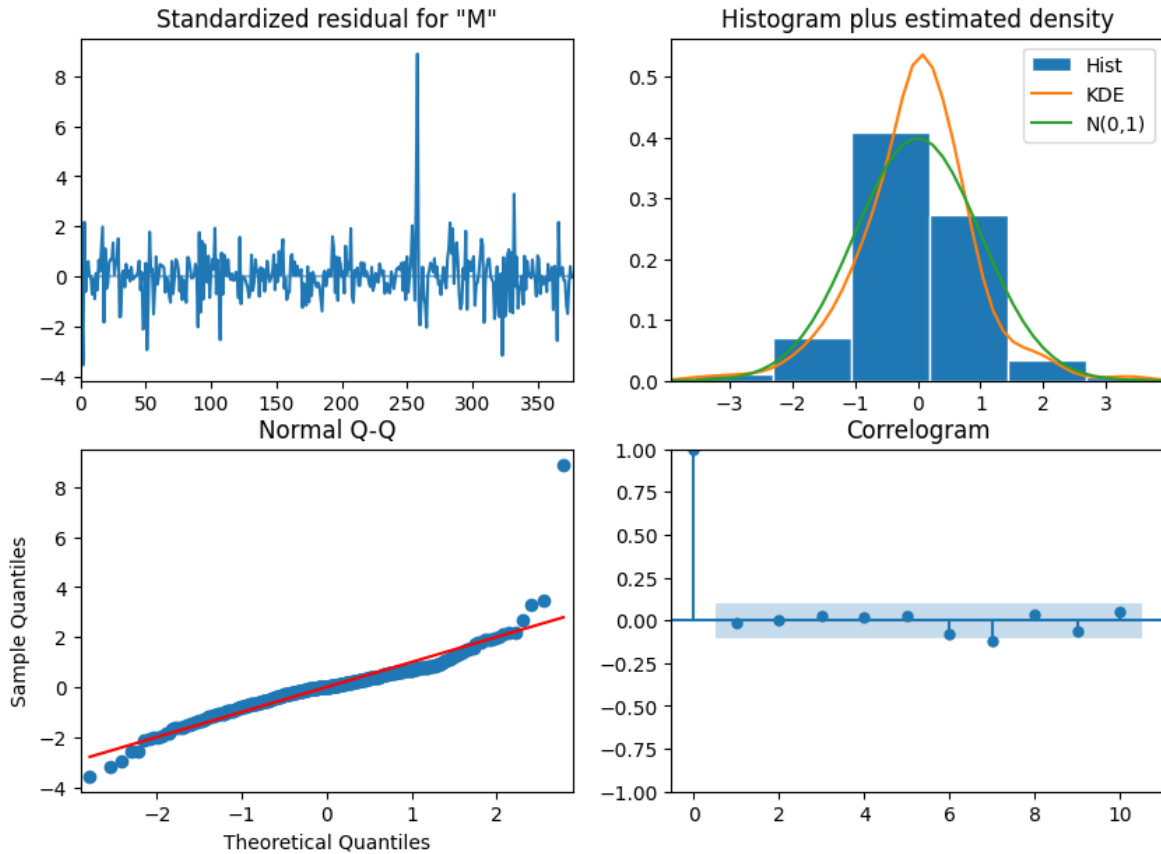 Standardized residual for "M"
8
6
4
2
0
−2
−4
0 50 100 150 200 250 300 350
Histogram plus estimated density
Hist
KDE
N(0,1)
0.5
0.4
0.3
0.2
0.1
0.0
−3 −2 −1 0 1 2 3
Normal Q-Q
Sample Quantiles
8
6
4
2
0
−2
−4
−2 −1 0 1 2
Theoretical Quantiles
Correlogram
1.00
0.75
0.50
0.25
0.00
−0.25
−0.50
−0.75
−1.00
0 2 4 6 8 10